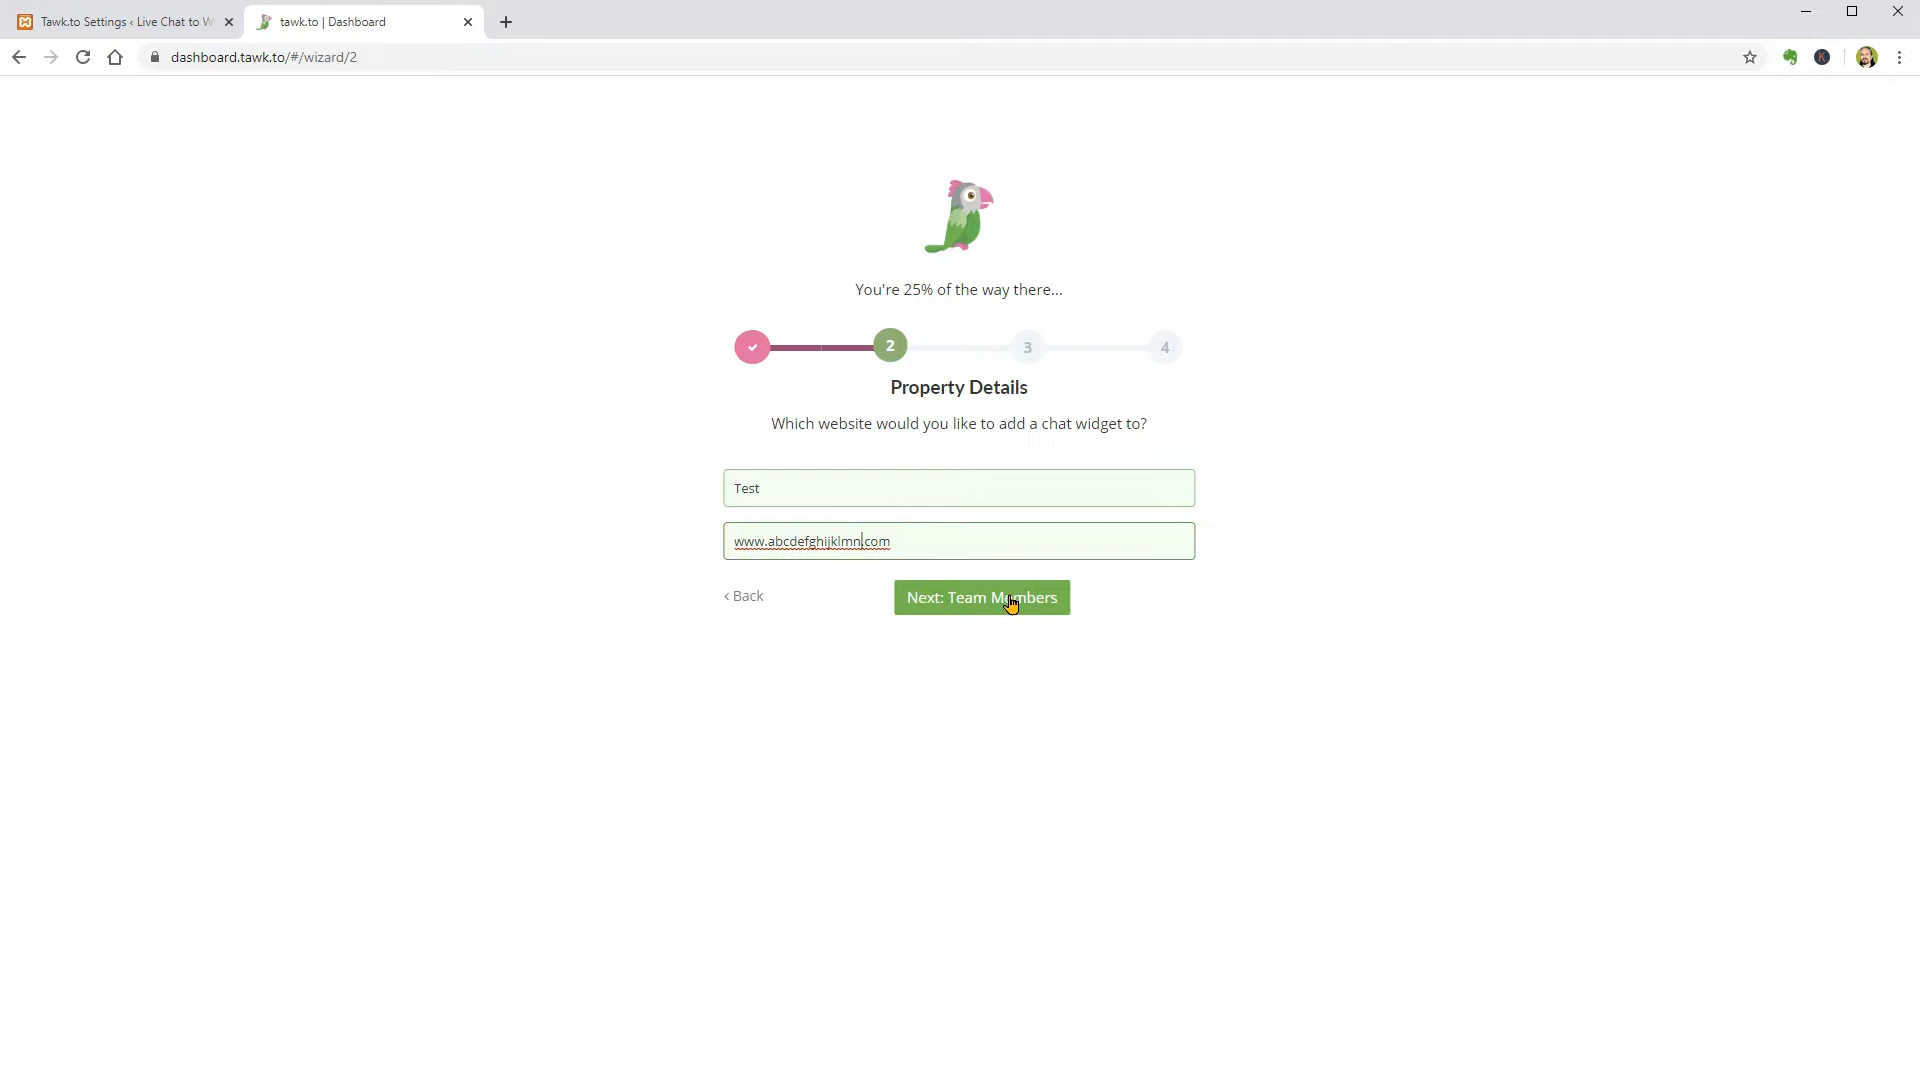 Tawk.to Settings ‹ Live Chat to W
tawk.to | Dashboard
dashboard.tawk.to/#/wizard/2
K
You're 25% of the way there...
2
3
4
Property Details
Which website would you like to add a chat widget to?
Test
www.abcdefghijklmn.com
‹ Back
Next: Team Members